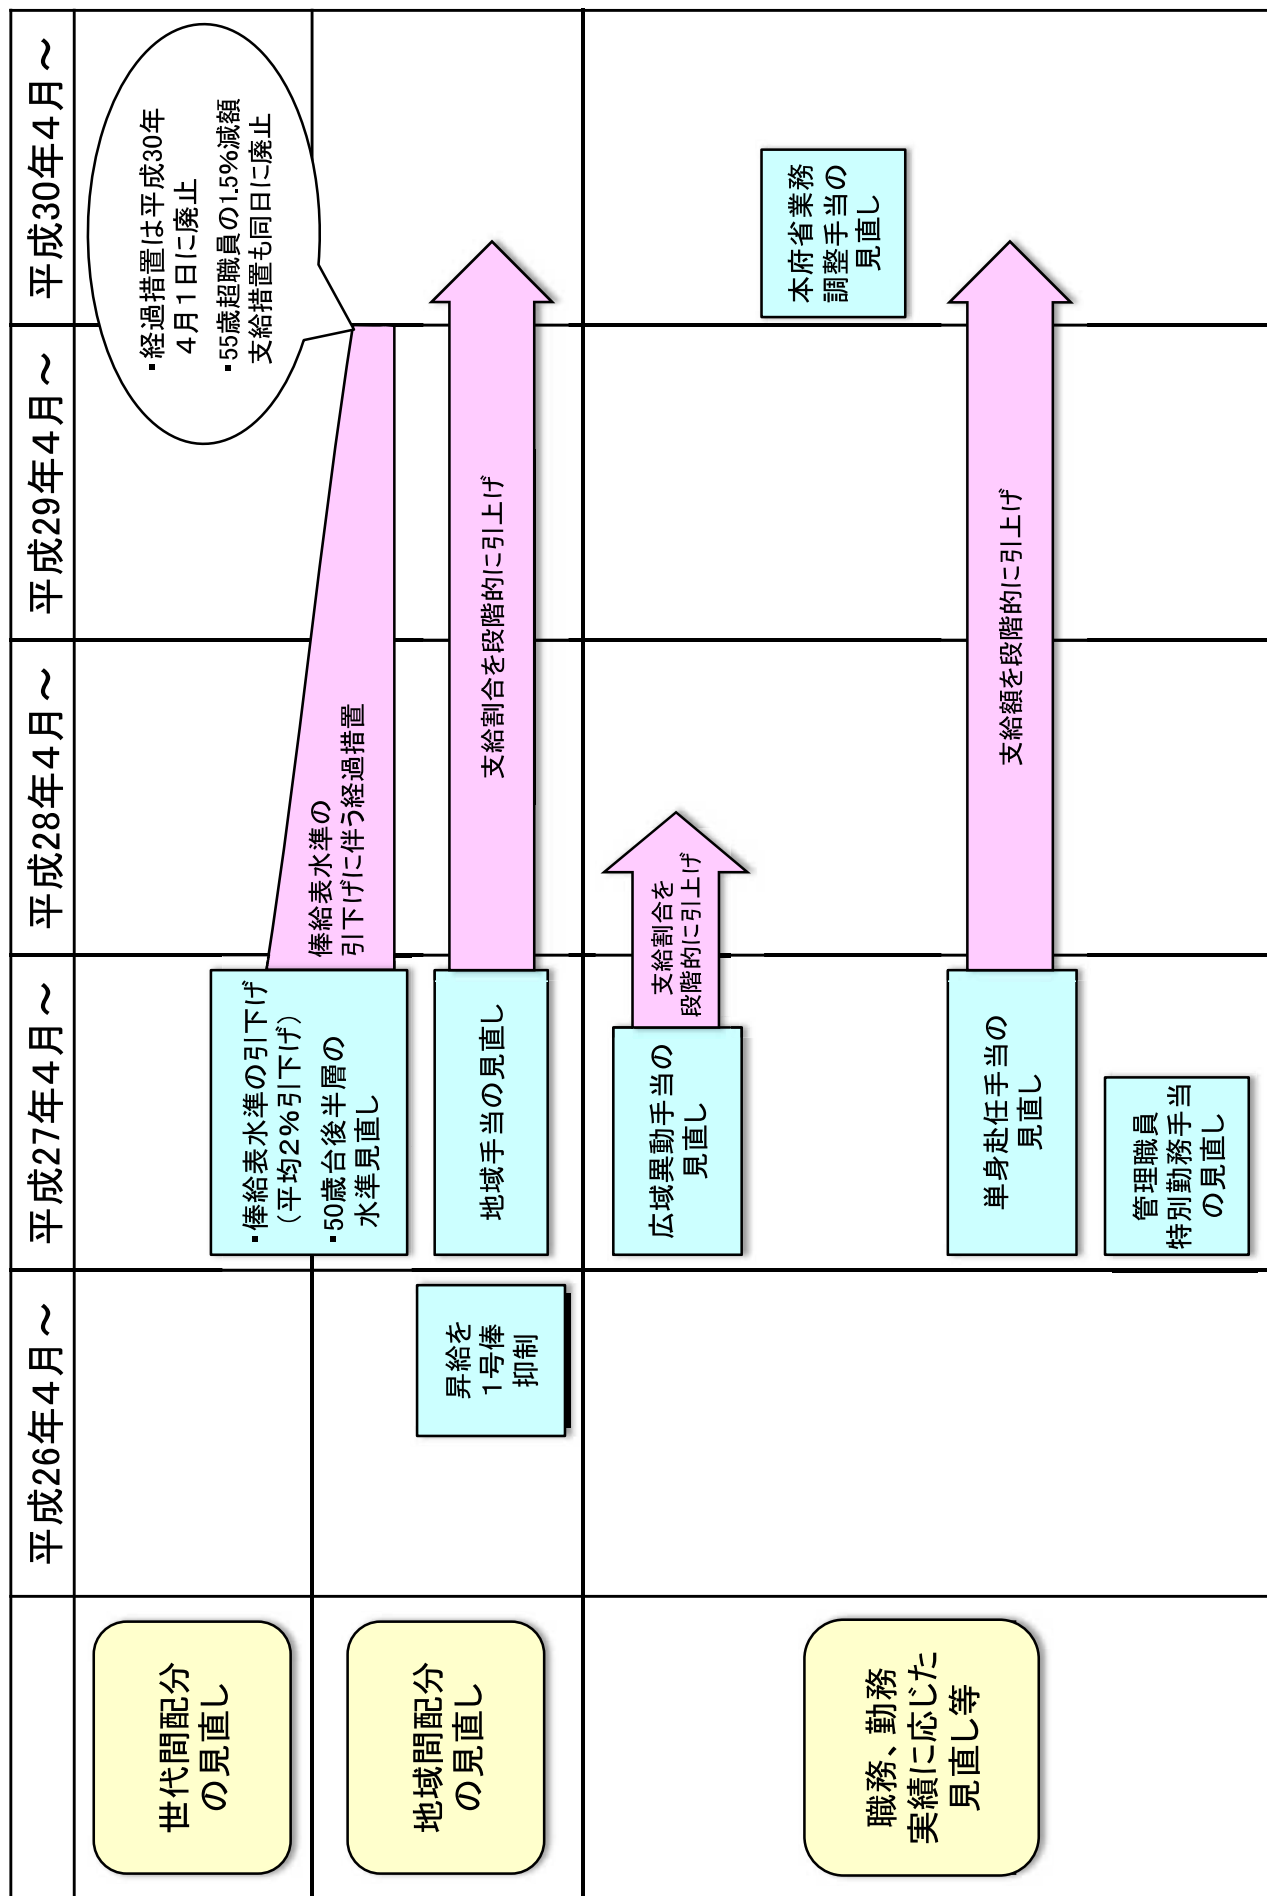 平成26年４月～
平成27年４月～
平成28年４月～
平成29年４月～
平成30年４月～
世代間配分
の見直し
・俸給表水準の引下げ
（平均２％引下げ）
・50歳台後半層の
水準見直し
俸給表水準の
引下げに伴う経過措置
・経過措置は平成30年
４月１日に廃止
・55歳超職員の1.5％減額
支給措置も同日に廃止
地域間配分
の見直し
昇給を
１号俸
抑制
地域手当の見直し
支給割合を段階的に引上げ
職務、勤務
実績に応じた
見直し等
広域異動手当の
見直し
支給割合を
段階的に引上げ
本府省業務
調整手当の
見直し
単身赴任手当の
見直し
支給額を段階的に引上げ
管理職員
特別勤務手当
の見直し